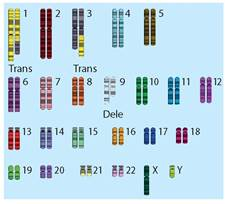 1 2 3 4 5
Trans Trans
6 7 8 9 10 11 12
Dele
13 14 15 16 17 18
19 20 21 22 X Y